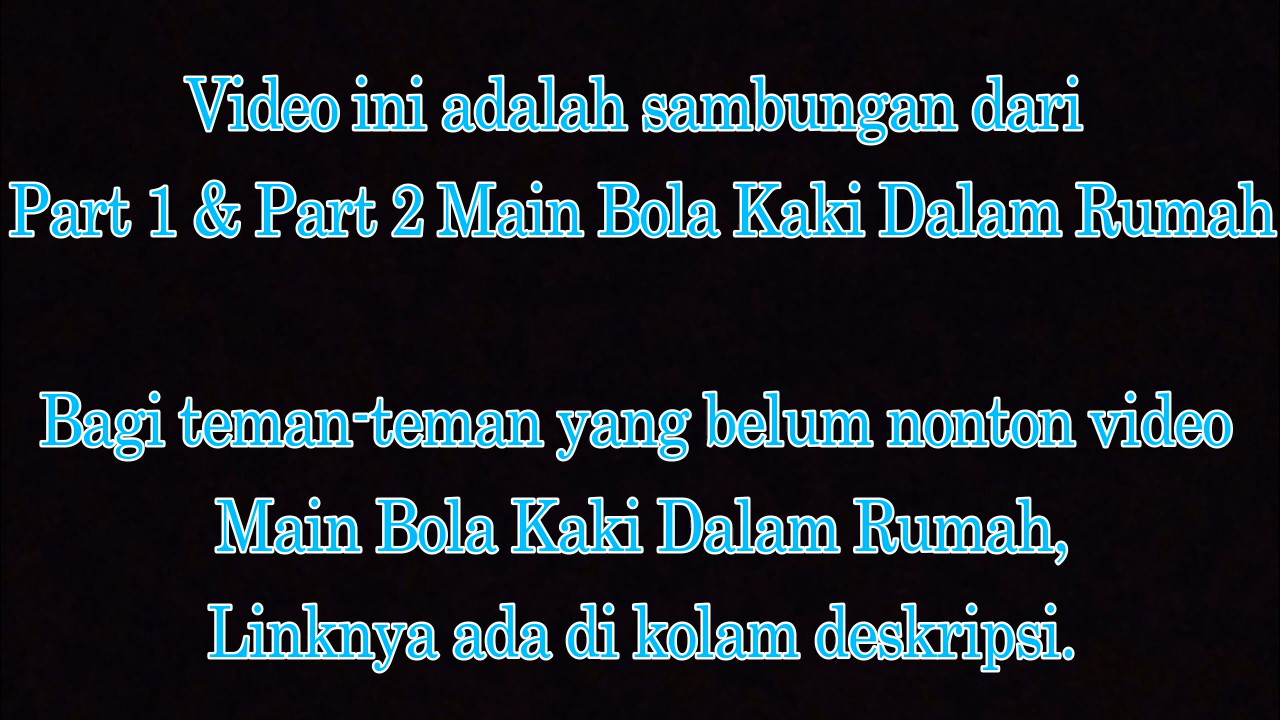 Video ini adalah sambungan dari
Part 1 & Part 2 Main Bola Kaki Dalam Rumah
Bagi teman-teman yang belum nonton video
Main Bola Kaki Dalam Rumah,
Linknya ada di kolam deskripsi.